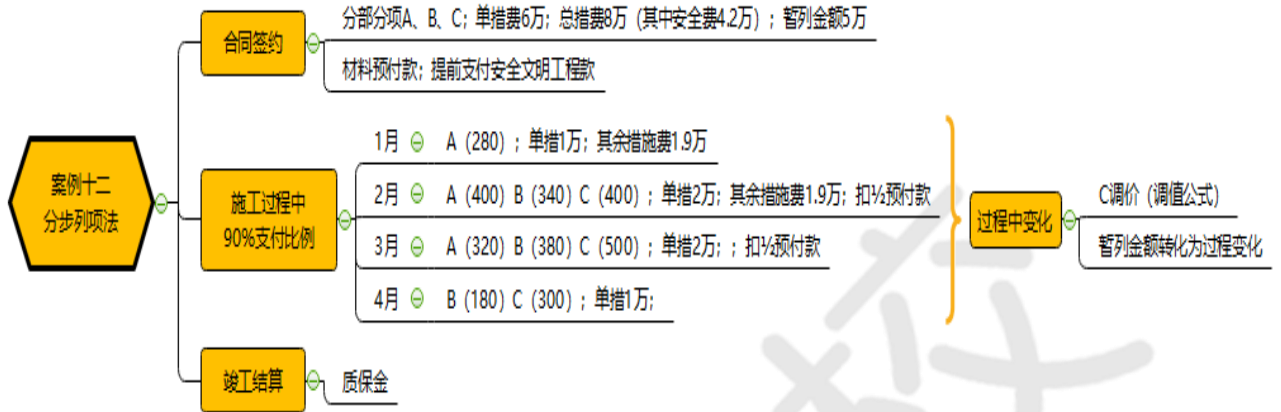 案例十二
分步列项法
合同签约
分部分项A、B、C；单措费6万；总措费8万（其中安全费4.2万）；暂列金额5万
材料预付款；提前支付安全文明工程款
施工过程中
90%支付比例
1月 A（280）；单措1万；其余措施费1.9万
2月 A（400）B（340）C（400）；单措2万；其余措施费1.9万；扣½预付款
3月 A（320）B（380）C（500）；单措2万；；扣½预付款
4月 B（180）C（300）；单措1万；
过程中变化
C调价（调值公式）
暂列金额转化为过程变化
竣工结算
质保金